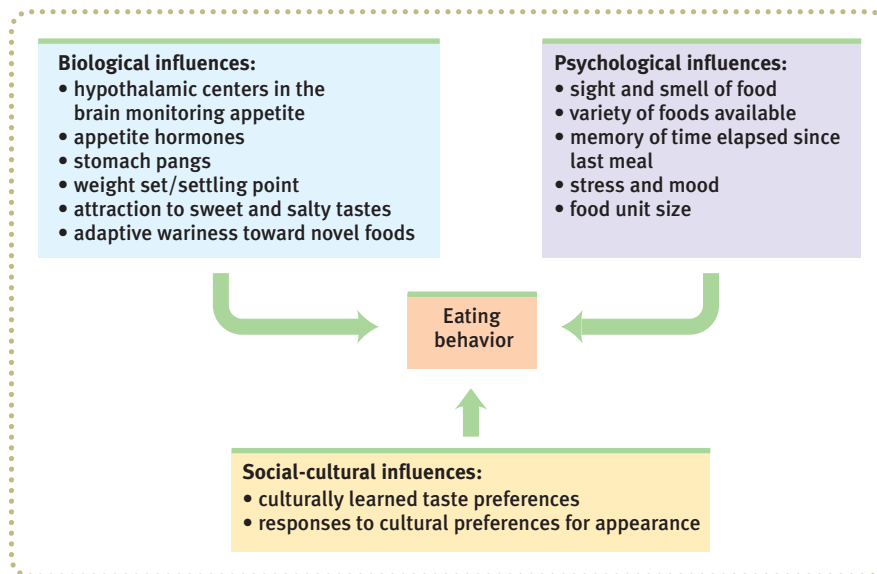 Biological influences:
• hypothalamic centers in the
brain monitoring appetite
• appetite hormones
• stomach pangs
• weight set/settling point
• attraction to sweet and salty tastes
• adaptive wariness toward novel foods
Psychological influences:
• sight and smell of food
• variety of foods available
• memory of time elapsed since
last meal
• stress and mood
• food unit size
Eating
behavior
Social-cultural influences:
• culturally learned taste preferences
• responses to cultural preferences for appearance